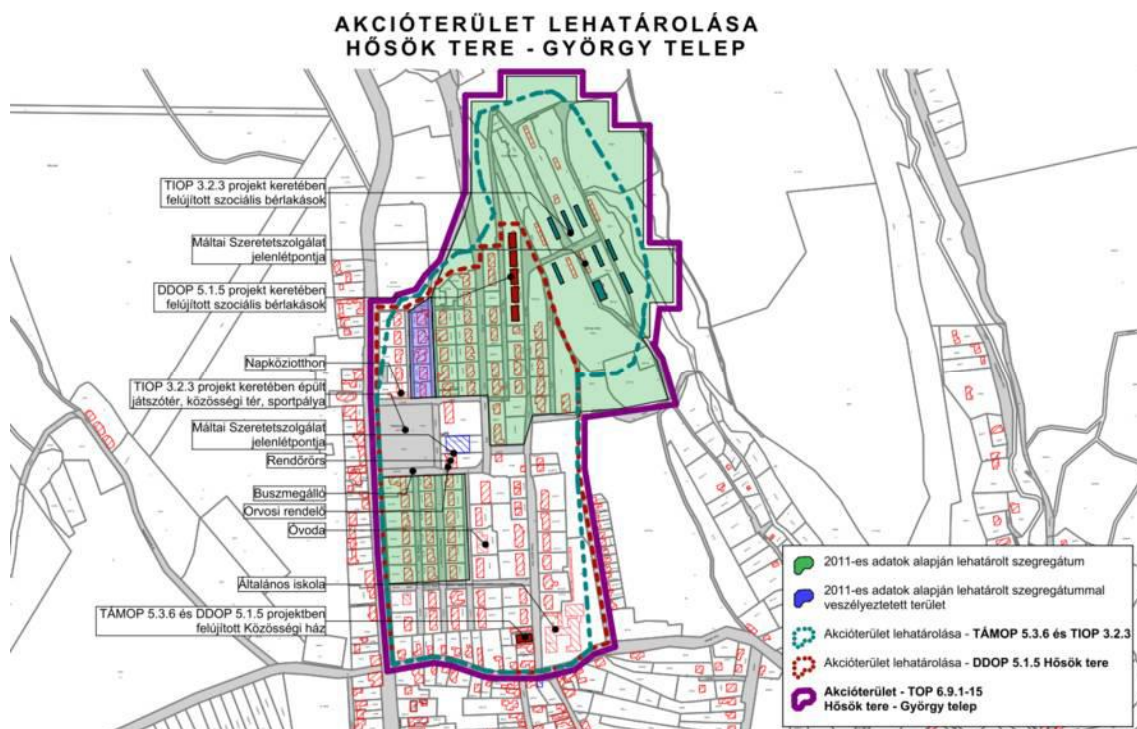 AKCIÓTERÜLET LEHATÁROLÁSA
HŐSÖK TERE - GYÖRGY TELEP
TIOP 3.2.3 projekt keretében
felújított szociális bérlakások
Máltai Szeretetszolgálat
jelenlétpontja
DDOP 5.1.5 projekt keretében
felújított szociális bérlakások
Napköziotthon
TIOP 3.2.3 projekt keretében épült
játszótér, közösségi tér, sportpálya
Máltai Szeretetszolgálat
jelenlétpontja
Rendőrörs
Buszmegálló
Orvosi rendelő
Óvoda
Általános iskola
TÁMOP 5.3.6 és DDOP 5.1.5 projektben
felújított Közösségi ház
2011-es adatok alapján lehatárolt szegregátum
2011-es adatok alapján lehatárolt szegregátummal
veszélyeztetett terület
Akcióterület lehatárolása - TÁMOP 5.3.6 és TIOP 3.2.3
Akcióterület lehatárolása - DDOP 5.1.5 Hősök tere
Akcióterület - TOP 6.9.1-15
Hősök tere - György telep